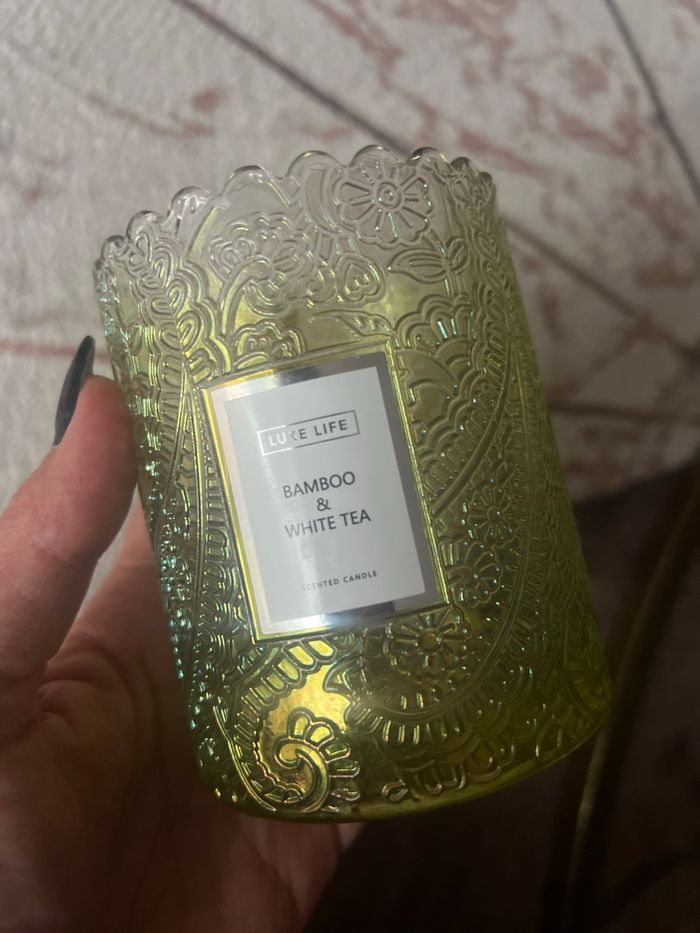 LUXE LIFE
BAMBOO
&
WHITE TEA
SCENTED CANDLE